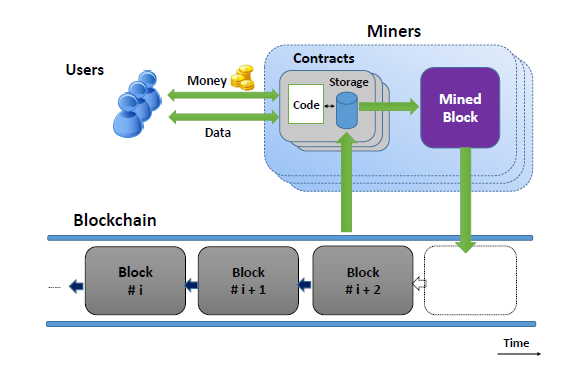 Miners
Contracts
Users
Money
Storage
Code
Mined
Block
Data
Blockchain
Block
# i
Block
# i + 1
Block
# i + 2
Time